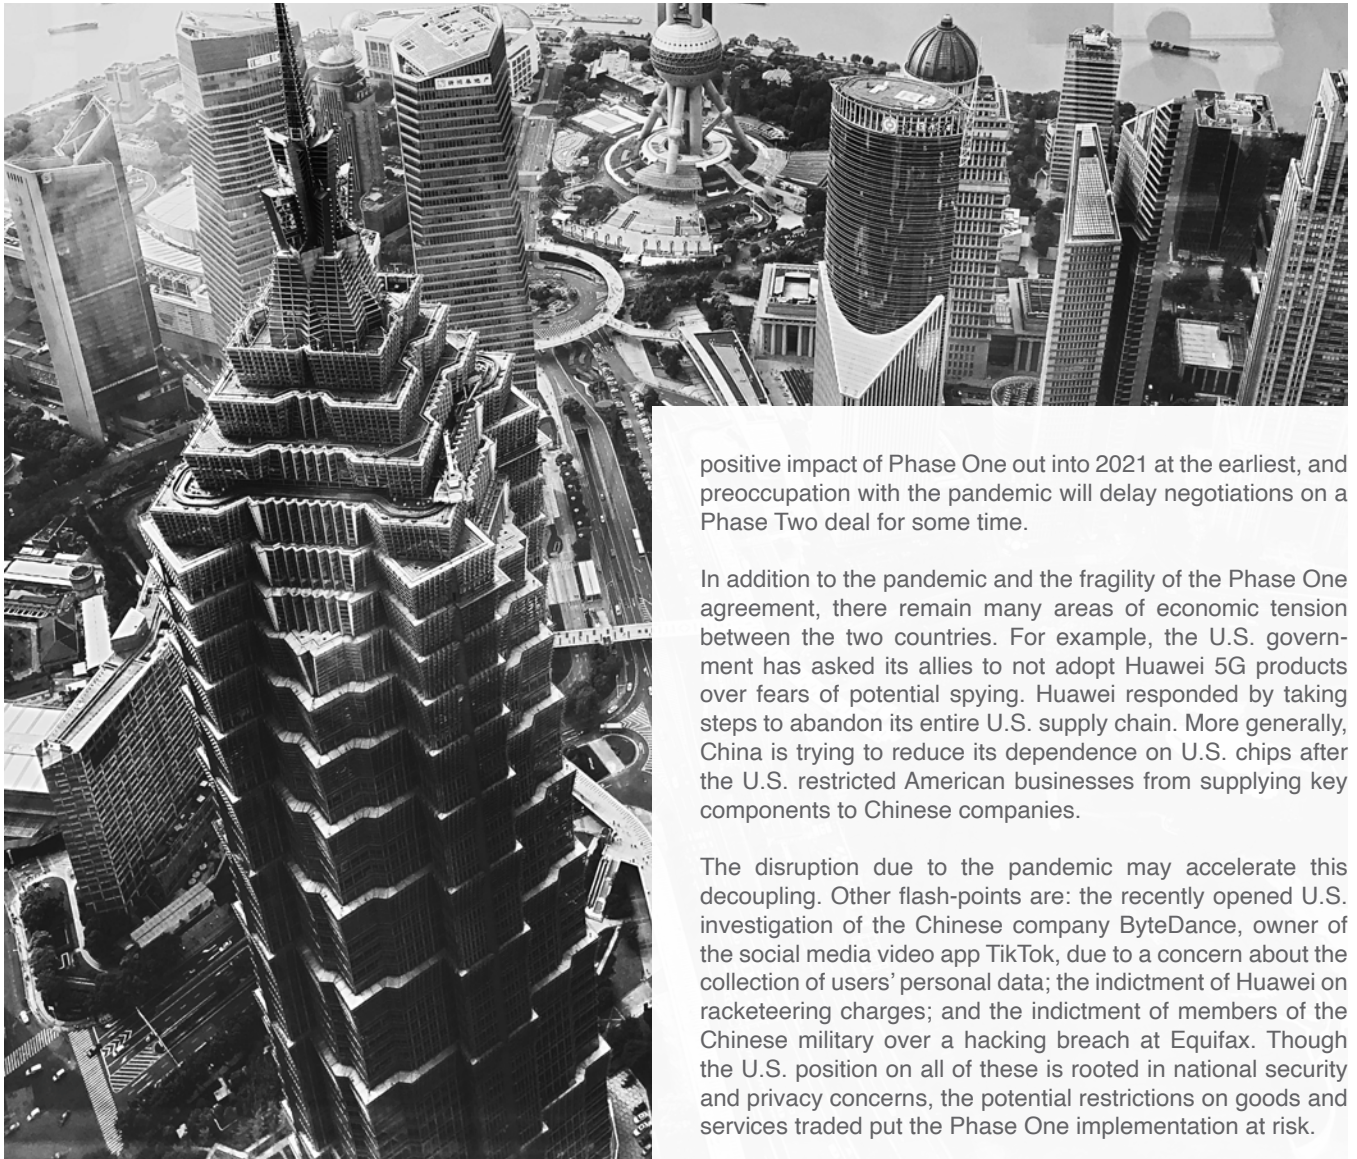 positive impact of Phase One out into 2021 at the earliest, and
preoccupation with the pandemic will delay negotiations on a
Phase Two deal for some time.
In addition to the pandemic and the fragility of the Phase One
agreement, there remain many areas of economic tension
between the two countries. For example, the U.S. govern-
ment has asked its allies to not adopt Huawei 5G products
over fears of potential spying. Huawei responded by taking
steps to abandon its entire U.S. supply chain. More generally,
China is trying to reduce its dependence on U.S. chips after
the U.S. restricted American businesses from supplying key
components to Chinese companies.
The disruption due to the pandemic may accelerate this
decoupling. Other flash-points are: the recently opened U.S.
investigation of the Chinese company ByteDance, owner of
the social media video app TikTok, due to a concern about the
collection of users’ personal data; the indictment of Huawei on
racketeering charges; and the indictment of members of the
Chinese military over a hacking breach at Equifax. Though
the U.S. position on all of these is rooted in national security
and privacy concerns, the potential restrictions on goods and
services traded put the Phase One implementation at risk.